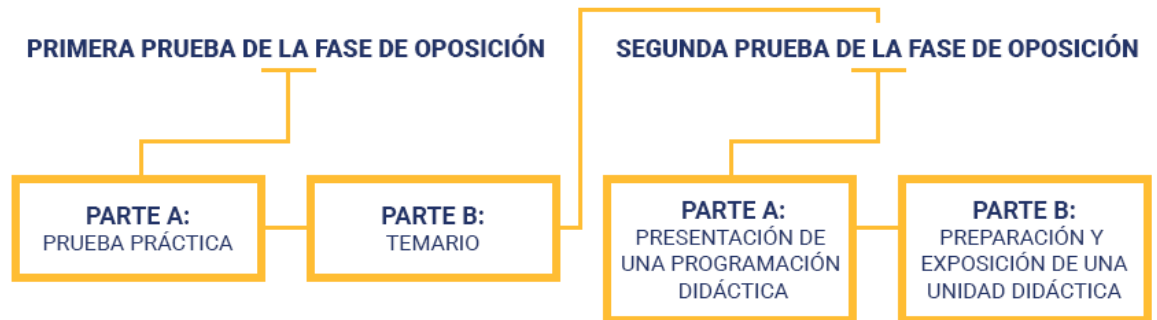 PRIMERA PRUEBA DE LA FASE DE OPOSICIÓN
PARTE A:
PRUEBA PRÁCTICA
PARTE B:
TEMARIO
SEGUNDA PRUEBA DE LA FASE DE OPOSICIÓN
PARTE A:
PRESENTACIÓN DE
UNA PROGRAMACIÓN
DIDÁCTICA
PARTE B:
PREPARACIÓN Y
EXPOSICIÓN DE UNA
UNIDAD DIDÁCTICA